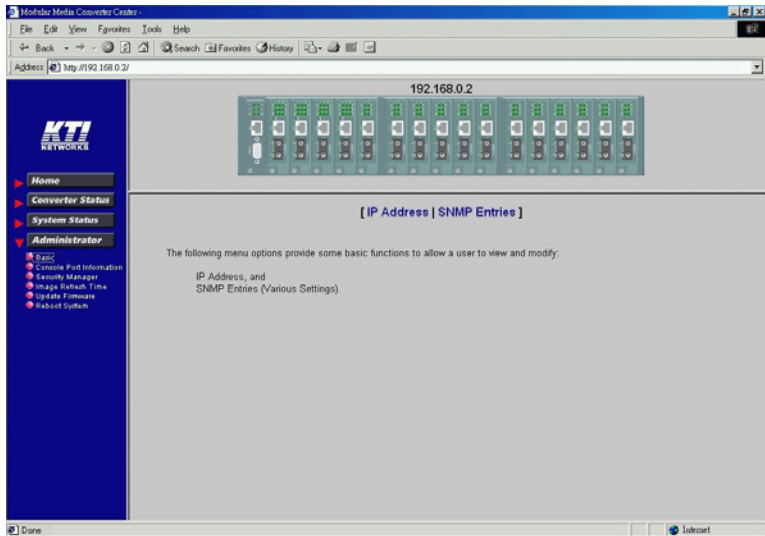 Modular Media Converter Center -
File Edit View Favorites Tools Help
Back Search Favorites History
Address http://192.168.0.2/
192.168.0.2
KTI
NETWORKS
Home
Converter Status
System Status
Administrator
Basic
Console Port Information
Security Manager
Image Refresh Time
Update Firmware
Reboot System
[ IP Address | SNMP Entries ]
The following menu options provide some basic functions to allow a user to view and modify:
IP Address, and
SNMP Entries (Various Settings).
Done Internet